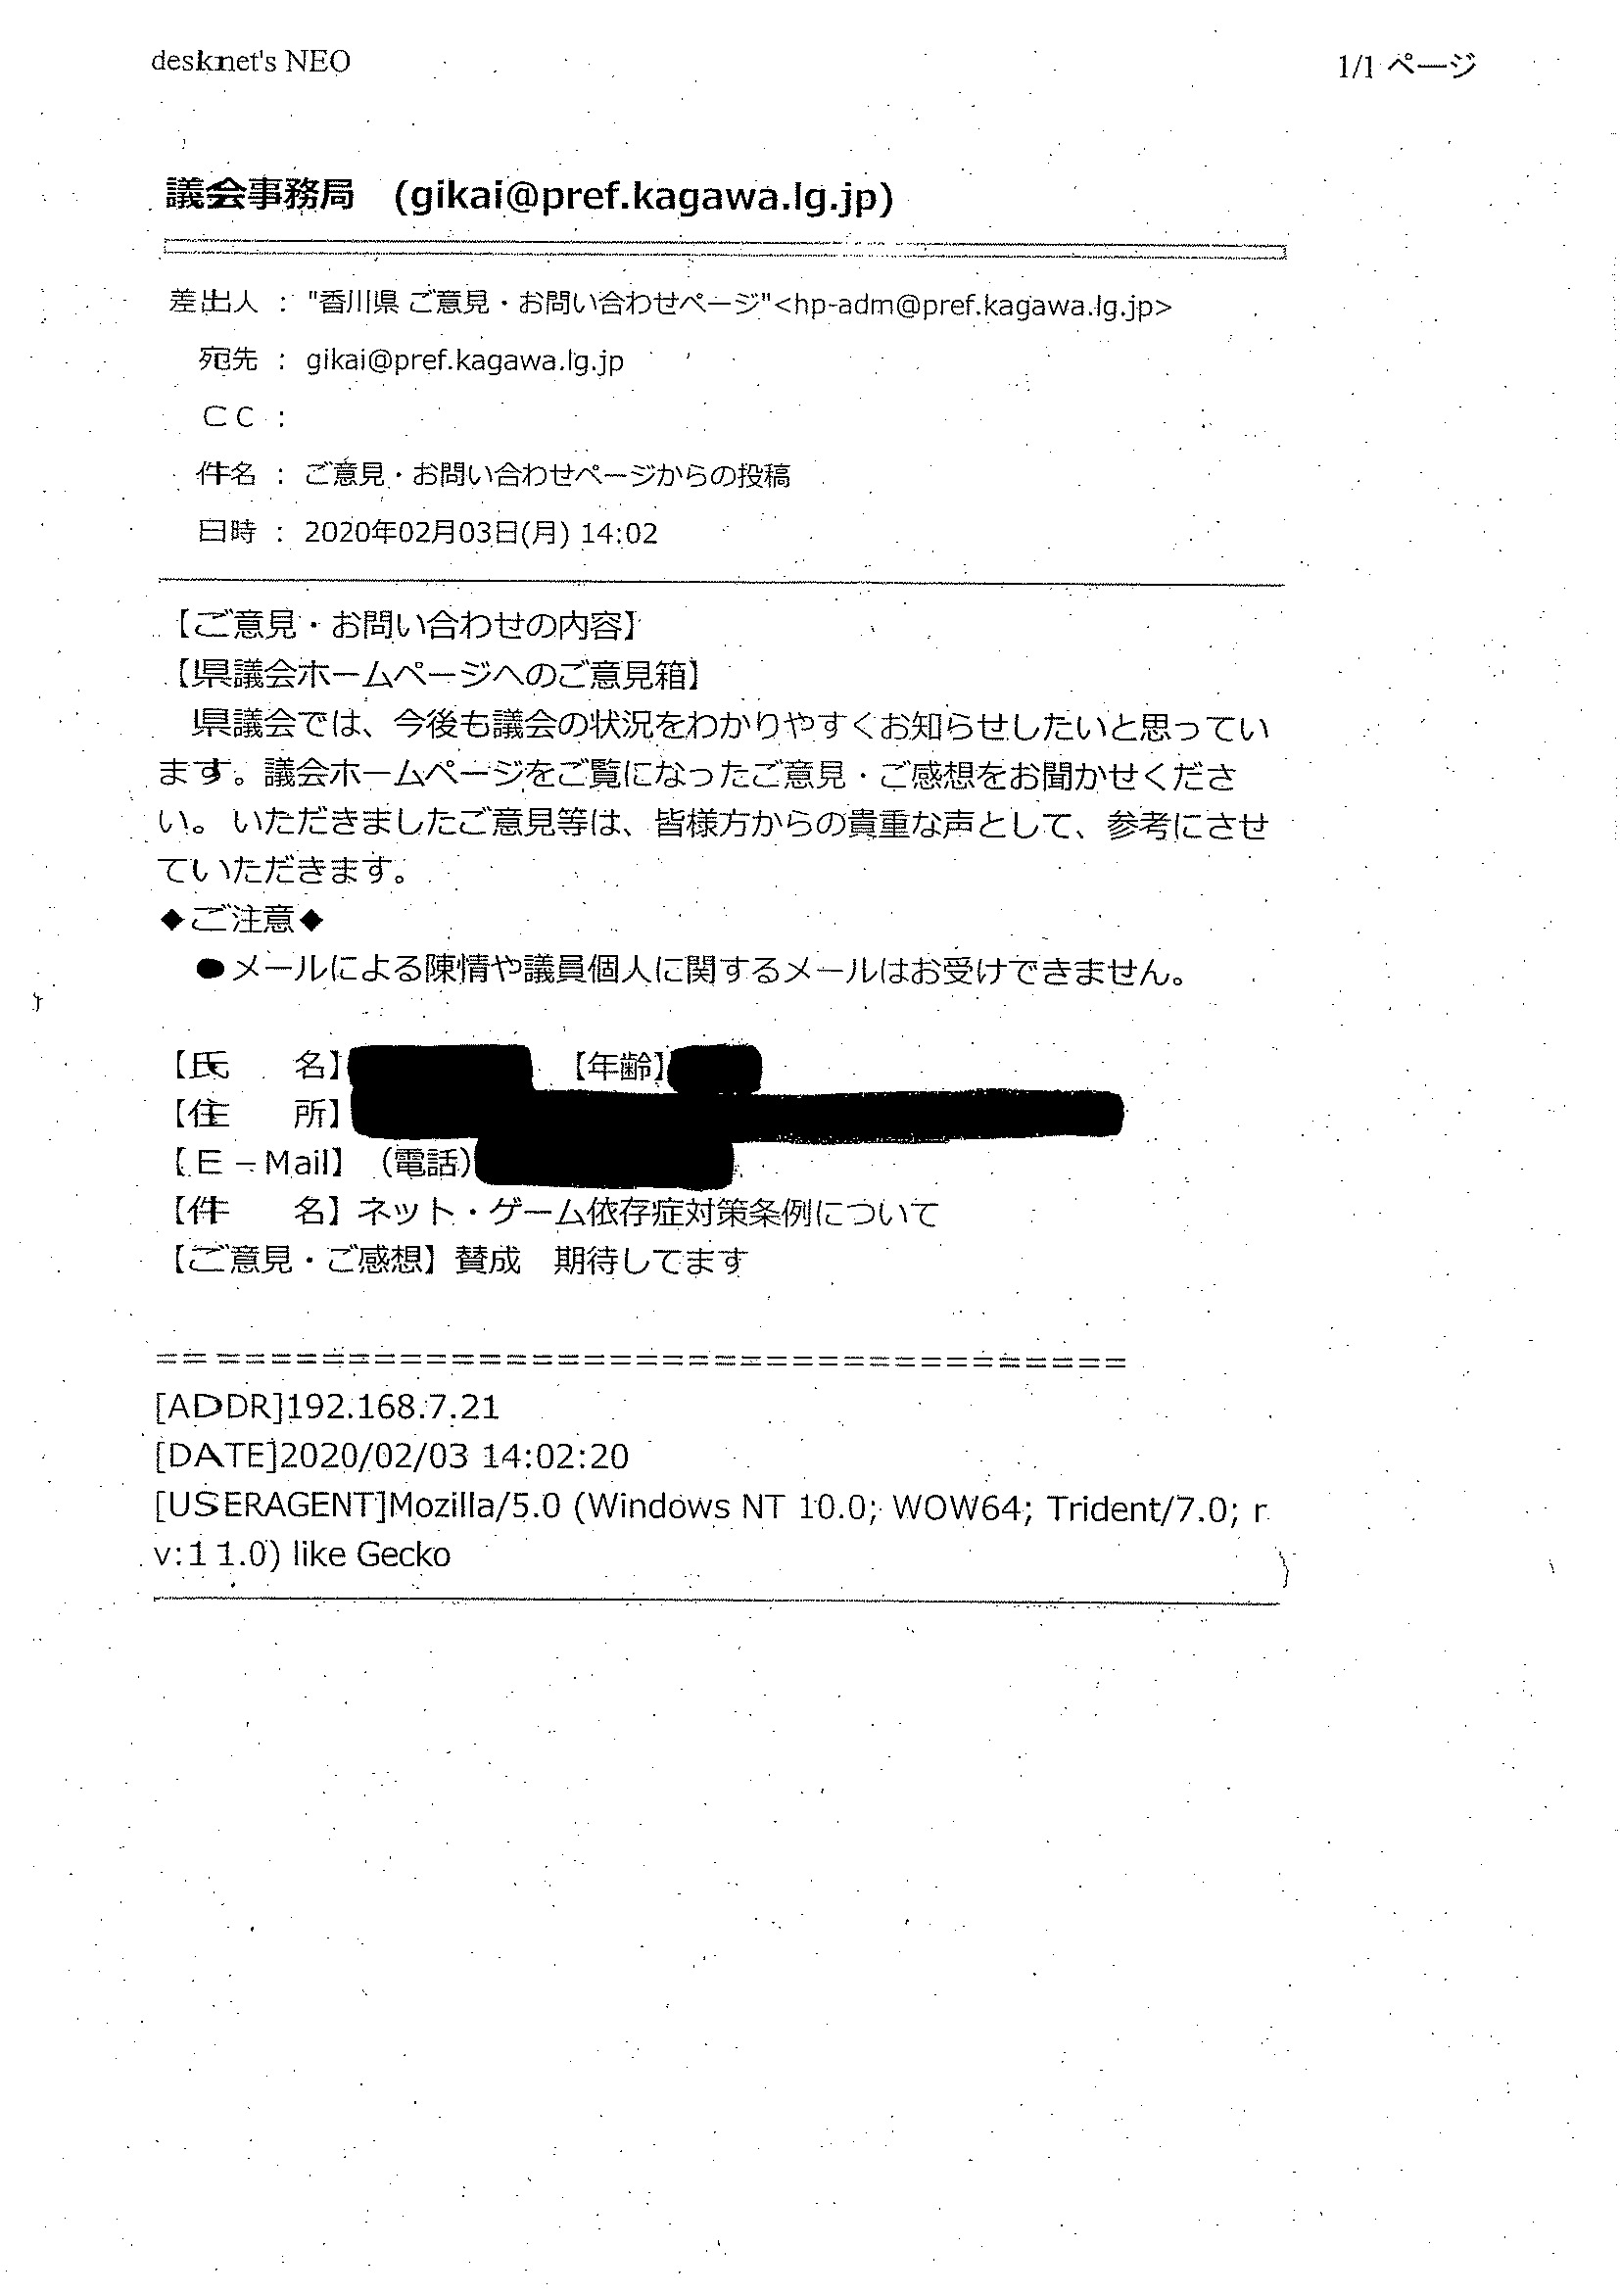 desknet's NEO
1/1 ページ
議会事務局 (gikai@pref.kagawa.lg.jp)
差出人 : "香川県 ご意見・お問い合わせページ"<hp-adm@pref.kagawa.lg.jp>
宛先 : gikai@pref.kagawa.lg.jp
CC :
件名 : ご意見・お問い合わせページからの投稿
日時 : 2020年02月03日(月) 14:02
【ご意見・お問い合わせの内容】
【県議会ホームページへのご意見箱】
県議会では、今後も議会の状況をわかりやすくお知らせしたいと思ってい
ます。議会ホームページをご覧になったご意見・ご感想をお聞かせくださ
い。いただきましたご意見等は、皆様方からの貴重な声として、参考にさせ
ていただきます。
◆ご注意◆
●メールによる陳情や議員個人に関するメールはお受けできません。
【氏　　名】 【年齢】
【住　　所】
【E－Mail】（電話）
【件　　名】ネット・ゲーム依存症対策条例について
【ご意見・ご感想】賛成　期待してます
======================================
[ADDR]192.168.7.21
[DATE]2020/02/03 14:02:20
[USERAGENT]Mozilla/5.0 (Windows NT 10.0; WOW64; Trident/7.0; r
v:11.0) like Gecko